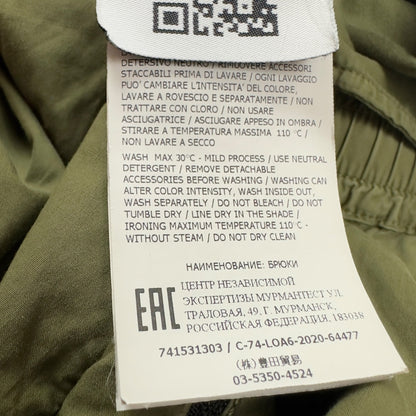 DETERSIVO NEUTRO / RIMUOVERE ACCESSORI
STACCABILI PRIMA DI LAVARE / OGNI LAVAGGIO
PUO' CAMBIARE L'INTENSITA' DEL COLORE,
LAVARE A ROVESCIO E SEPARATAMENTE / NON
TRATTARE CON CLORO / NON USARE
ASCIUGATRICE / ASCIUGARE APPESO IN OMBRA /
STIRARE A TEMPERATURA MASSIMA 110°C /
NON LAVARE A SECCO
WASH MAX 30°C - MILD PROCESS / USE NEUTRAL
DETERGENT / REMOVE DETACHABLE
ACCESSORIES BEFORE WASHING / WASHING CAN
ALTER COLOR INTENSITY, WASH INSIDE OUT,
WASH SEPARATELY / DO NOT BLEACH / DO NOT
TUMBLE DRY / LINE DRY IN THE SHADE /
IRONING MAXIMUM TEMPERATURE 110°C -
WITHOUT STEAM / DO NOT DRY CLEAN
НАИМЕНОВАНИЕ: БРЮКИ
EAC
ЦЕНТР НЕЗАВИСИМОЙ
ЭКСПЕРТИЗЫ МУРМАНТЕСТ УЛ.
ТРАЛОВАЯ, 49, Г. МУРМАНСК,
РОССИЙСКАЯ ФЕДЕРАЦИЯ, 183038
741531303 / C-74-LOA6-2020-64477
(株)豊田貿易
03-5350-4524